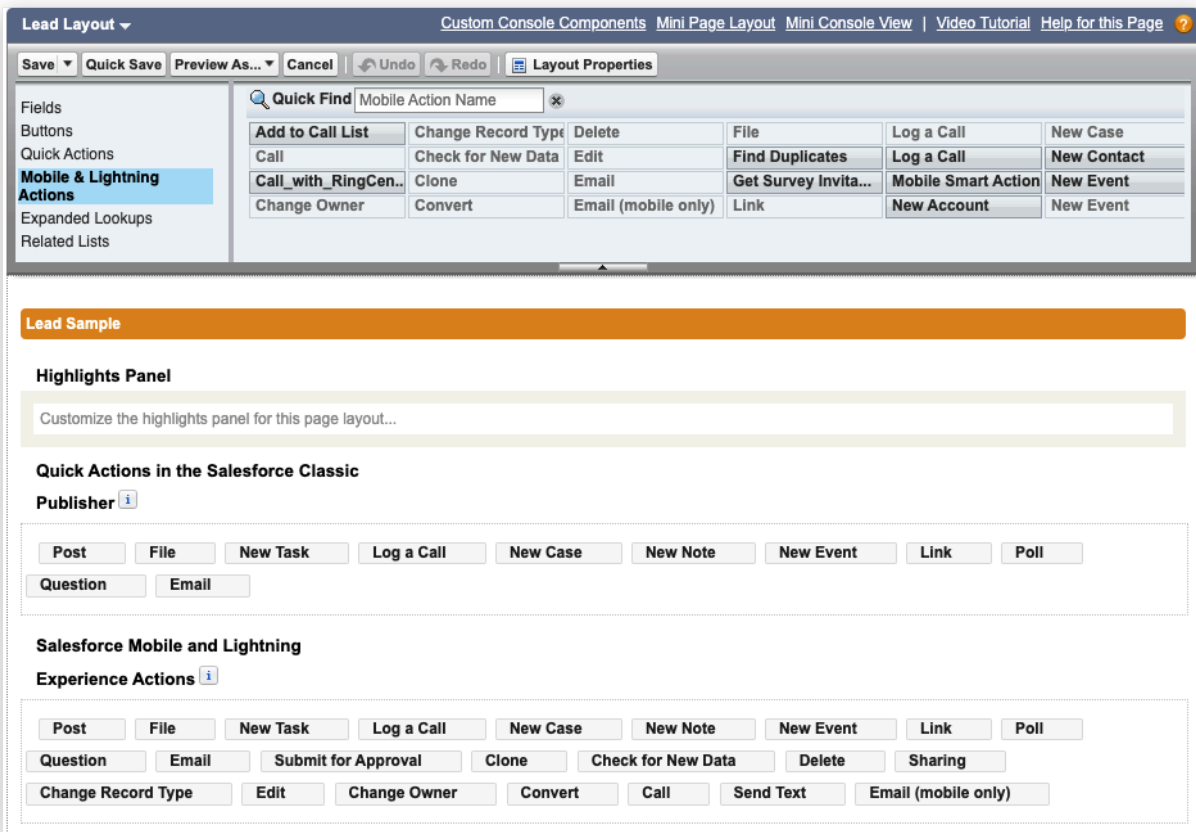 Lead Layout Custom Console Components Mini Page Layout Mini Console View | Video Tutorial Help for this Page ?
Save Quick Save Preview As... Cancel Undo Redo Layout Properties
Fields
Buttons
Quick Actions
Mobile & Lightning
Actions
Expanded Lookups
Related Lists
Quick Find Mobile Action Name
Add to Call List Change Record Type Delete File Log a Call New Case
Call Check for New Data Edit Find Duplicates Log a Call New Contact
Call_with_RingCen... Clone Email Get Survey Invita... Mobile Smart Action New Event
Change Owner Convert Email (mobile only) Link New Account New Event
Lead Sample
Highlights Panel
Customize the highlights panel for this page layout...
Quick Actions in the Salesforce Classic
Publisher i
Post File New Task Log a Call New Case New Note New Event Link Poll
Question Email
Salesforce Mobile and Lightning
Experience Actions i
Post File New Task Log a Call New Case New Note New Event Link Poll
Question Email Submit for Approval Clone Check for New Data Delete Sharing
Change Record Type Edit Change Owner Convert Call Send Text Email (mobile only)